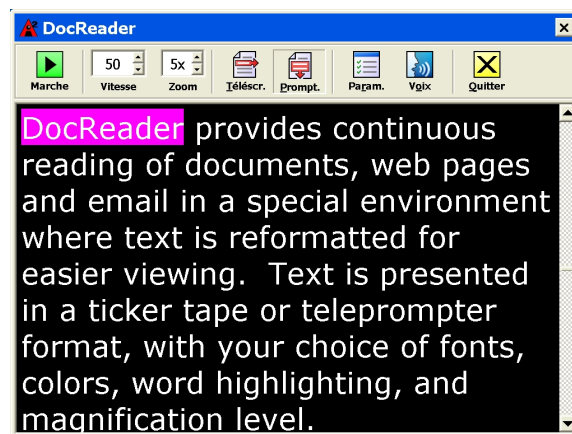 DocReader
50 5x
Marche Vitesse Zoom Téléscr. Prompt. Param. Voix Quitter
DocReader provides continuous
reading of documents, web pages
and email in a special environment
where text is reformatted for
easier viewing.  Text is presented
in a ticker tape or teleprompter
format, with your choice of fonts,
colors, word highlighting, and
magnification level.